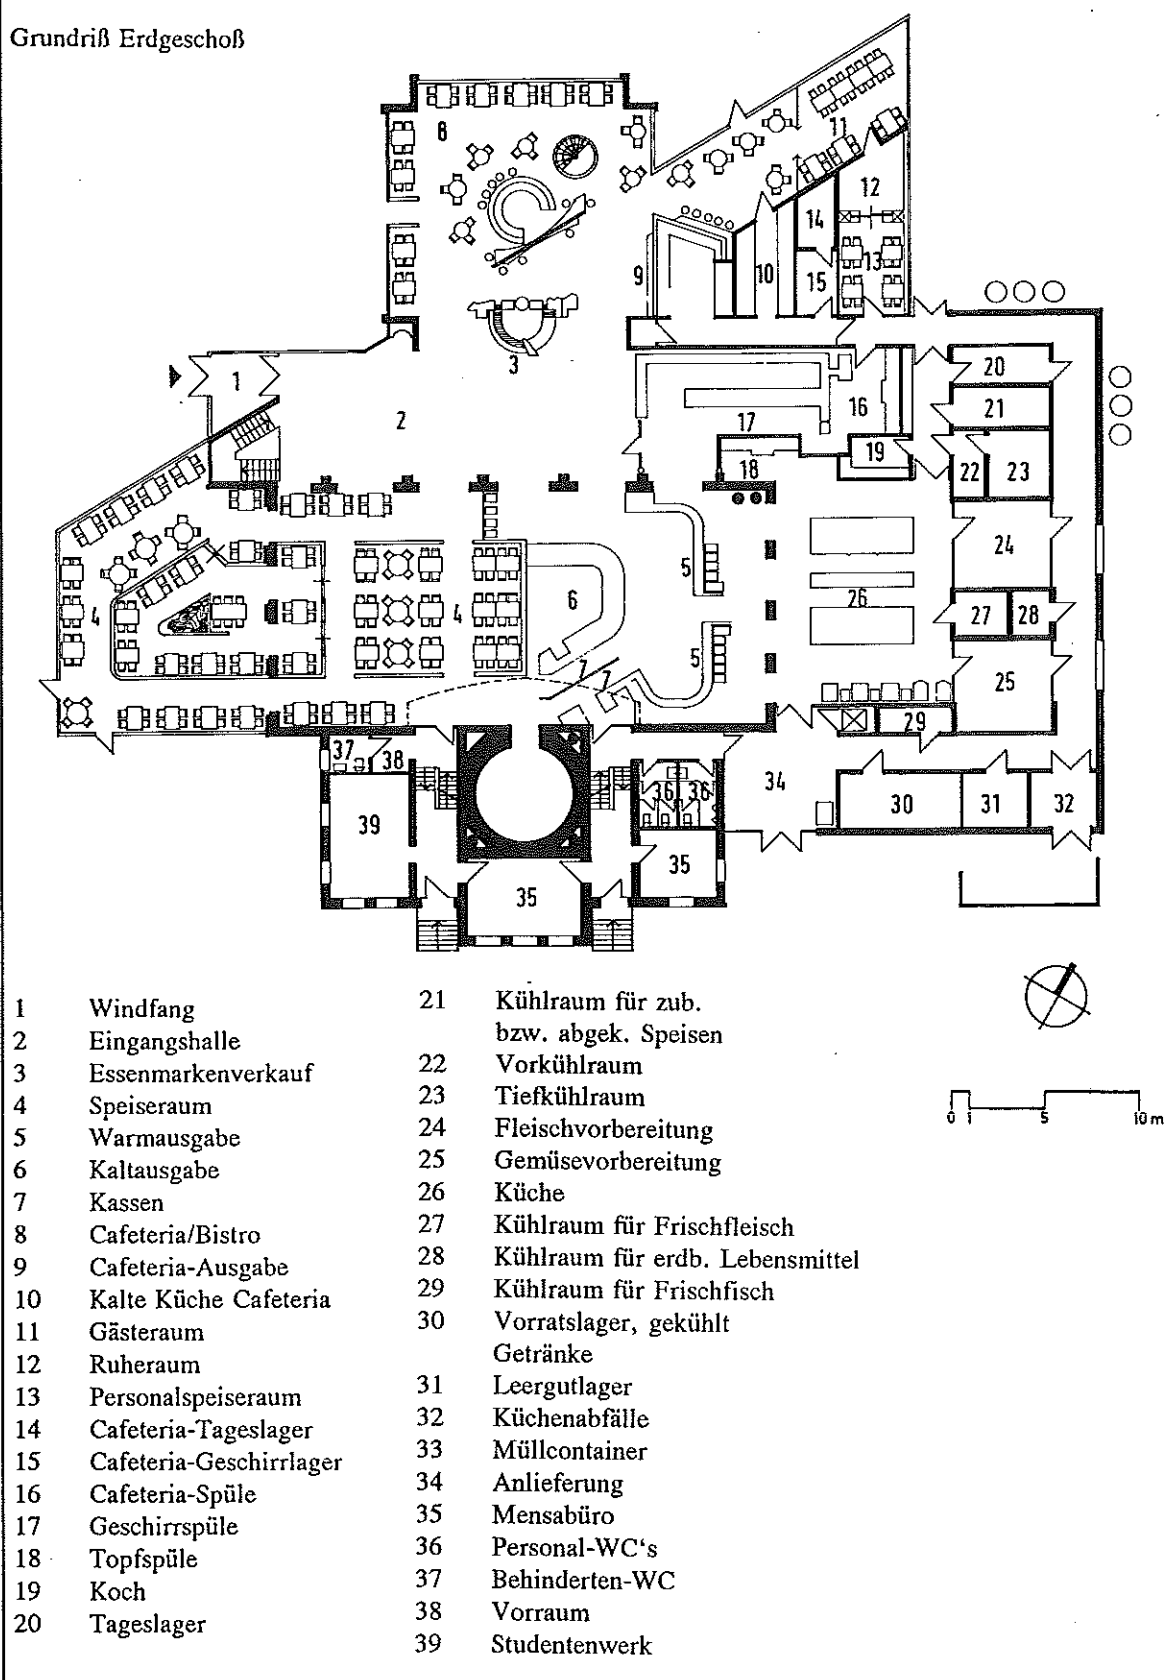 Grundriß Erdgeschoß
8
11
12
14
13
9
10
15
3
1
2
20
21
16
17
19
18
22
23
24
5
6
26
27
28
4
4
5
7
7
25
29
37
38
36
36
34
30
31
32
39
35
35
1 Windfang
2 Eingangshalle
3 Essenmarkenverkauf
4 Speiseraum
5 Warmausgabe
6 Kaltausgabe
7 Kassen
8 Cafeteria/Bistro
9 Cafeteria-Ausgabe
10 Kalte Küche Cafeteria
11 Gästeraum
12 Ruheraum
13 Personalspeiseraum
14 Cafeteria-Tageslager
15 Cafeteria-Geschirrlager
16 Cafeteria-Spüle
17 Geschirrspüle
18 Topfspüle
19 Koch
20 Tageslager
21 Kühlraum für zub.
bzw. abgek. Speisen
22 Vorkühlraum
23 Tiefkühlraum
24 Fleischvorbereitung
25 Gemüsevorbereitung
26 Küche
27 Kühlraum für Frischfleisch
28 Kühlraum für erdb. Lebensmittel
29 Kühlraum für Frischfisch
30 Vorratslager, gekühlt
Getränke
31 Leergutlager
32 Küchenabfälle
33 Müllcontainer
34 Anlieferung
35 Mensabüro
36 Personal-WC‘s
37 Behinderten-WC
38 Vorraum
39 Studentenwerk
0 1 5 10 m